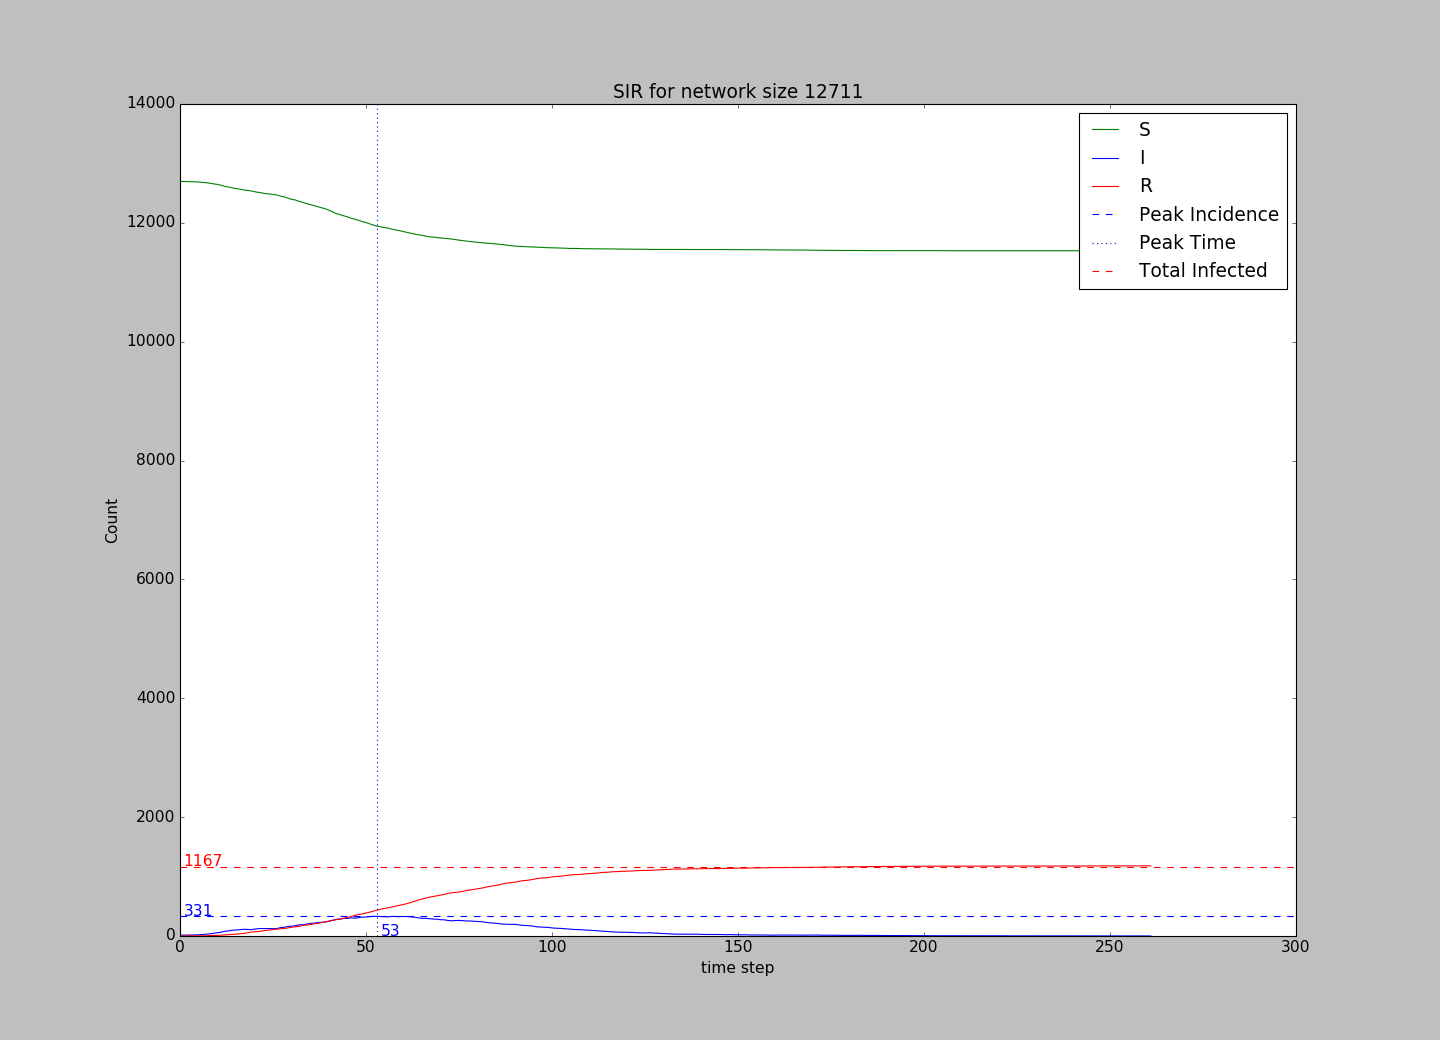 SIR for network size 12711
14000
12000
10000
8000
6000
4000
2000
0
Count
S
I
R
Peak Incidence
Peak Time
Total Infected
1167
331
53
0 50 100 150 200 250 300
time step